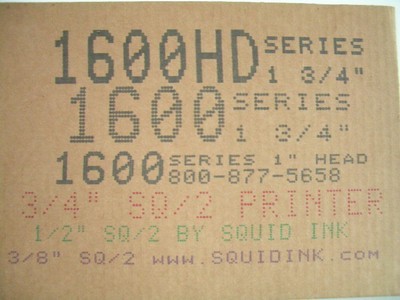 1600HD SERIES 1 3/4"
1600 SERIES 1 3/4"
1600 SERIES 1" HEAD
800-877-5658
3/4" SQ/2 PRINTER
1/2" SQ/2 BY SQUID INK
3/8" SQ/2 www.SQUIDINK.com